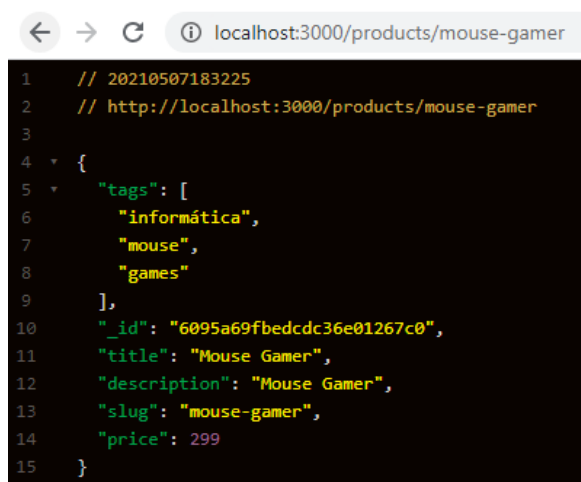 localhost:3000/products/mouse-gamer
1 // 20210507183225
2 // http://localhost:3000/products/mouse-gamer
3
4 {
5 "tags": [
6 "informática",
7 "mouse",
8 "games"
9 ],
10 "_id": "6095a69fbedcdc36e01267c0",
11 "title": "Mouse Gamer",
12 "description": "Mouse Gamer",
13 "slug": "mouse-gamer",
14 "price": 299
15 }